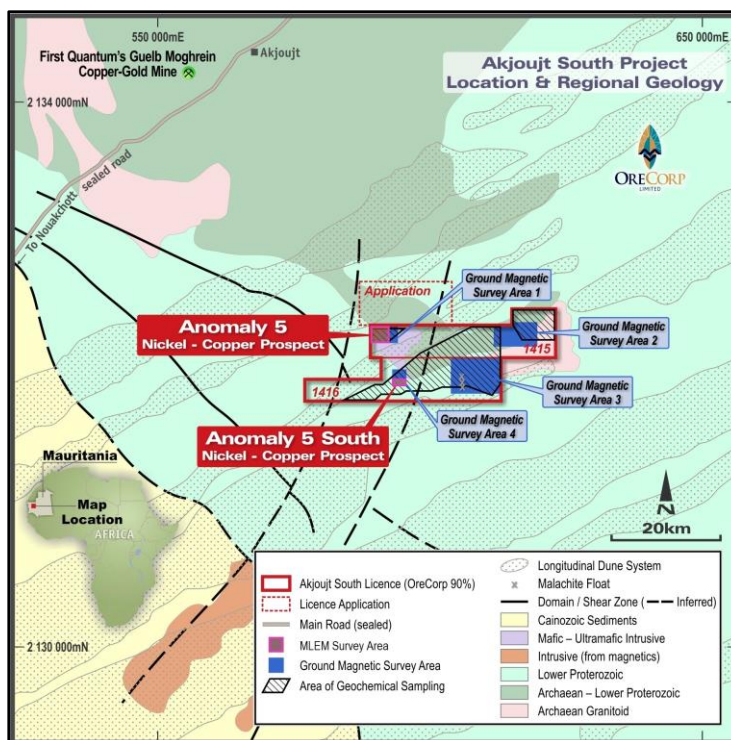 550 000mE
650 000mE
First Quantum's Guelb Moghrein
Copper-Gold Mine
Akjoujt
Akjoujt South Project
Location & Regional Geology
2 134 000mN
ORECORP
LIMITED
To Nouakchott sealed road
Application
Ground Magnetic
Survey Area 1
Anomaly 5
Nickel - Copper Prospect
Ground Magnetic
Survey Area 2
1415
1416
Ground Magnetic
Survey Area 3
Anomaly 5 South
Nickel - Copper Prospect
Ground Magnetic
Survey Area 4
Mauritania
Map
Location
AFRICA
N
20km
Akjoujt South Licence (OreCorp 90%)
Licence Application
Main Road (sealed)
MLEM Survey Area
Ground Magnetic Survey Area
Area of Geochemical Sampling
Longitudinal Dune System
Malachite Float
Domain / Shear Zone ( Inferred)
Cainozoic Sediments
Mafic – Ultramafic Intrusive
Intrusive (from magnetics)
Lower Proterozoic
Archaean – Lower Proterozoic
Archaean Granitoid
2 130 000mN